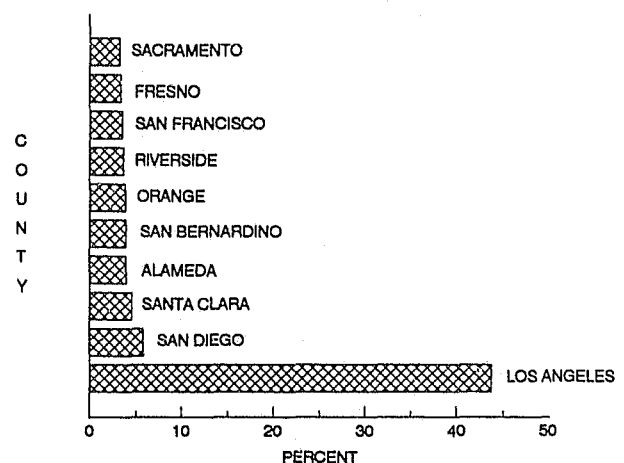 SACRAMENTO
FRESNO
SAN FRANCISCO
RIVERSIDE
ORANGE
SAN BERNARDINO
ALAMEDA
SANTA CLARA
SAN DIEGO
LOS ANGELES
COUNTY
0 10 20 30 40 50
PERCENT